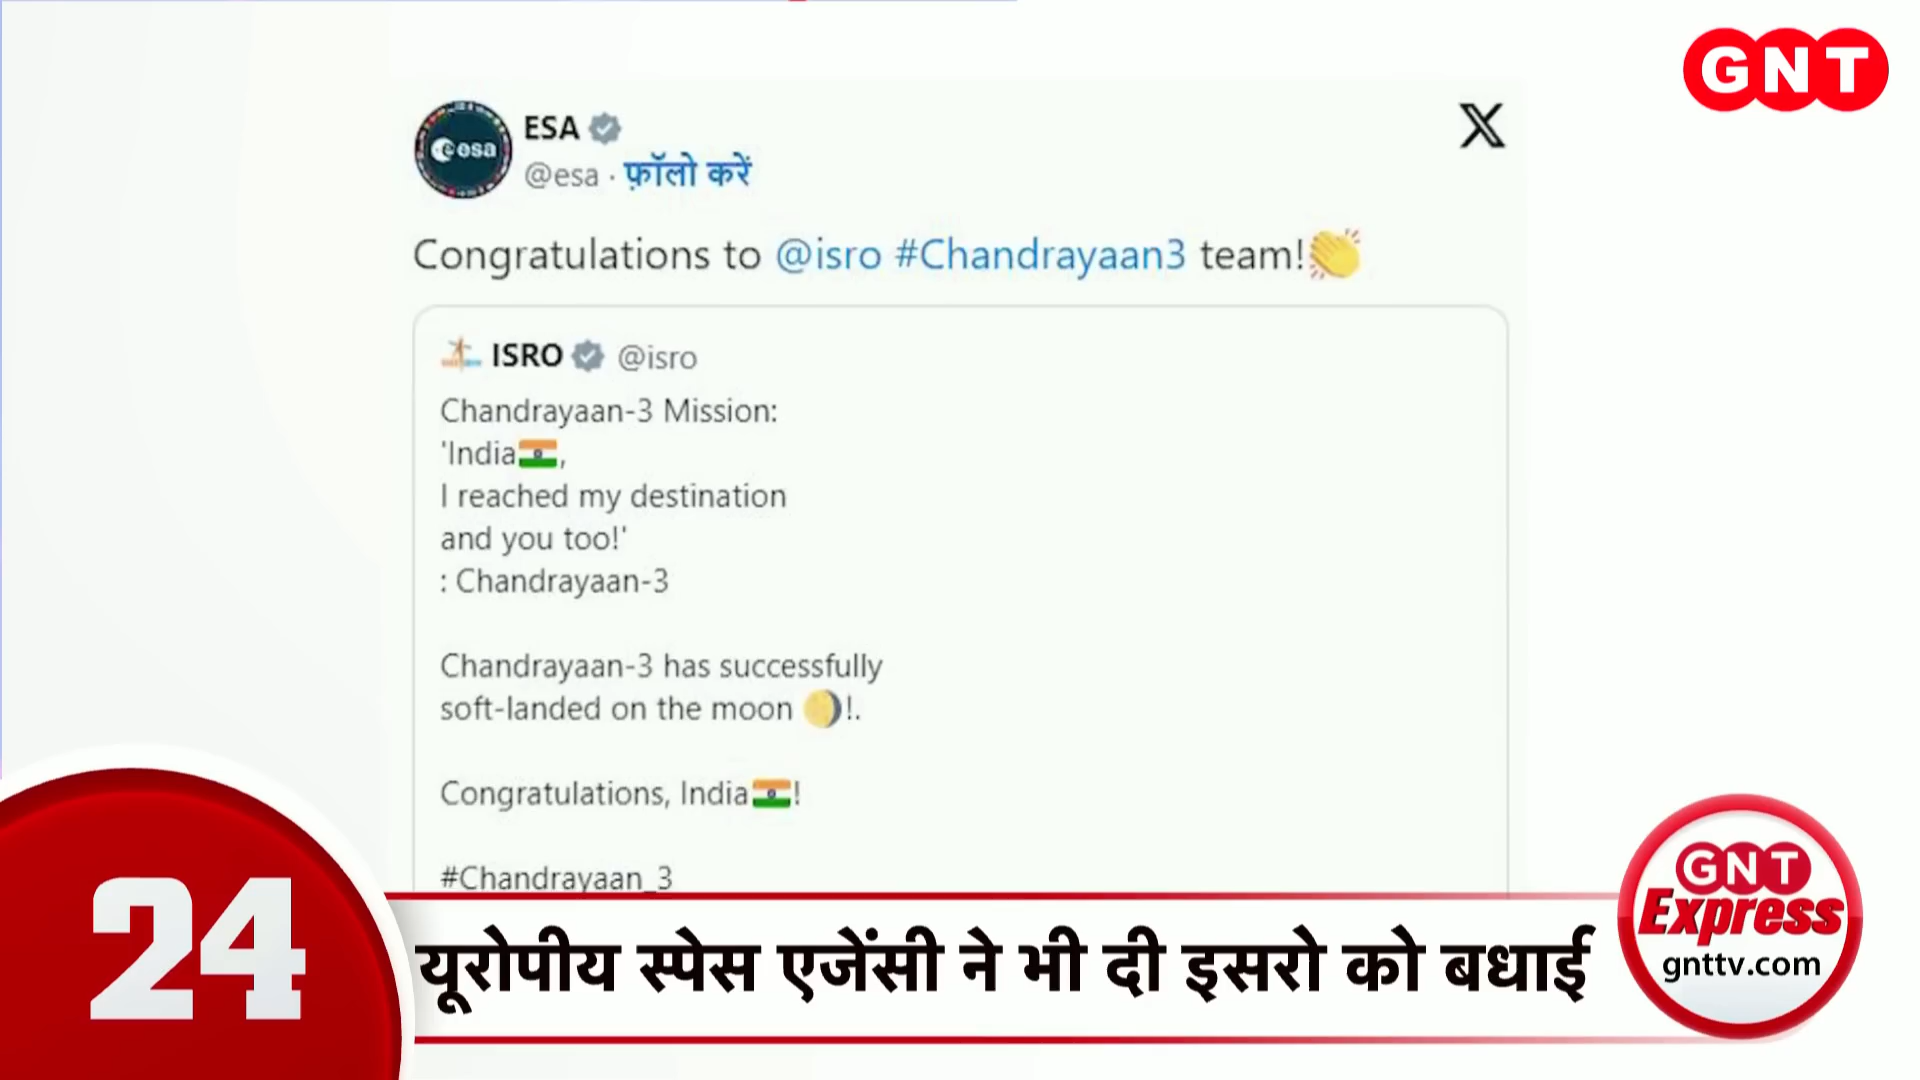 GNT
esa
ESA
@esa · फ़ॉलो करें
X
Congratulations to @isro #Chandrayaan3 team!👏
ISRO @isro
Chandrayaan-3 Mission:
'India🇮🇳,
I reached my destination
and you too!'
: Chandrayaan-3
Chandrayaan-3 has successfully
soft-landed on the moon 🌖!.
Congratulations, India🇮🇳!
#Chandrayaan_3
24
यूरोपीय स्पेस एजेंसी ने भी दी इसरो को बधाई
GNT
Express
gnttv.com